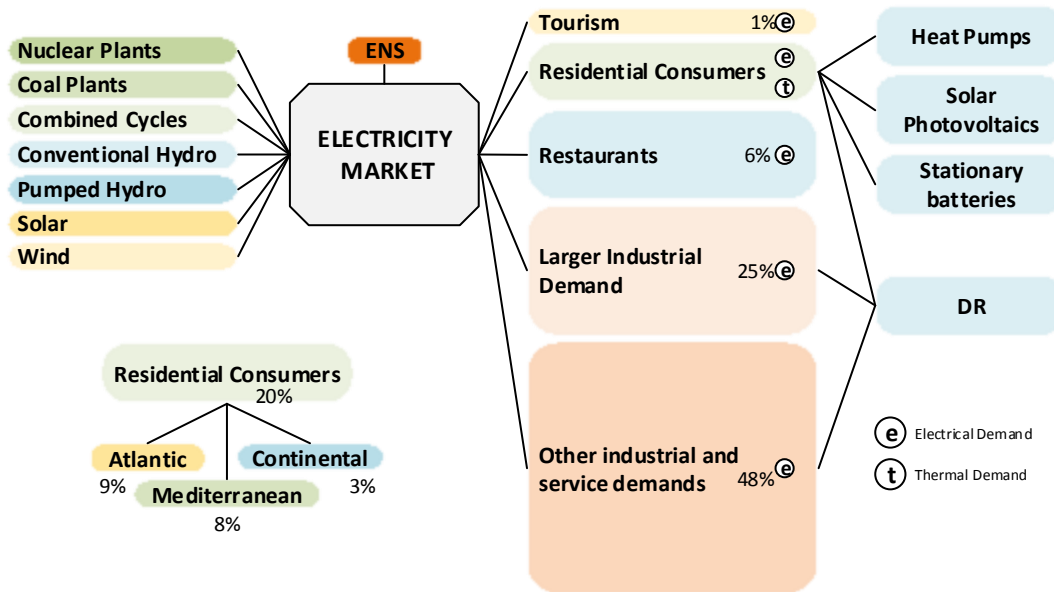 Nuclear Plants
Coal Plants
Combined Cycles
Conventional Hydro
Pumped Hydro
Solar
Wind
ENS
ELECTRICITY
MARKET
Tourism 1% e
Residential Consumers e
t
Restaurants 6% e
Larger Industrial
Demand 25% e
Other industrial and
service demands 48% e
Heat Pumps
Solar
Photovoltaics
Stationary
batteries
DR
Residential Consumers
20%
Atlantic
9%
Mediterranean
8%
Continental
3%
e Electrical Demand
t Thermal Demand